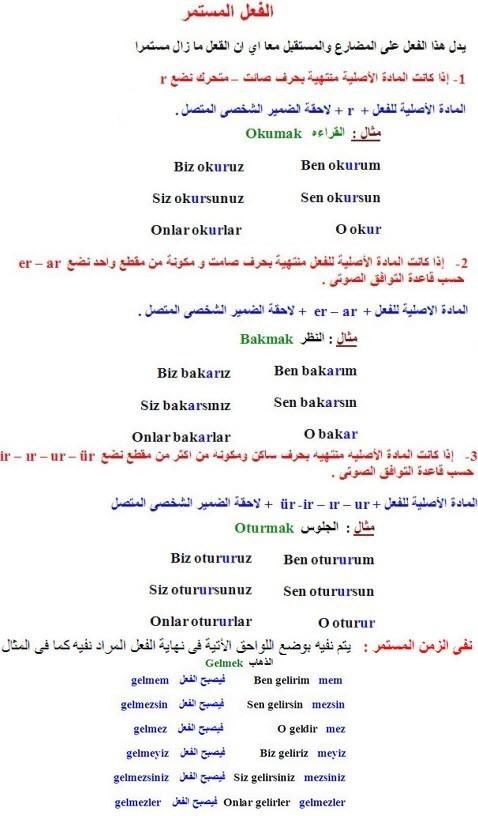 الفعل المستمر
يدل هذا الفعل على المضارع والمستقبل معا اي ان الفعل ما زال مستمرا
1- إذا كانت المادة الأصلية منتهية بحرف صائت – متحرك نضع r
المادة الأصلية للفعل + r + لاحقة الضمير الشخصى المتصل .
مثال : القراءه Okumak
Ben okurum Biz okuruz
Sen okursun Siz okursunuz
O okur Onlar okurlar
2- إذا كانت المادة الأصلية للفعل منتهية بحرف صامت و مكونة من مقطع واحد نضع er – ar
حسب قاعدة التوافق الصوتى .
المادة الاصلية للفعل + er – ar + لاحقة الضمير الشخصى المتصل .
مثال : النظر Bakmak
Ben bakarım Biz bakarız
Sen bakarsın Siz bakarsınız
O bakar Onlar bakarlar
3- إذا كانت المادة الأصليه منتهيه بحرف ساكن ومكونه من اكثر من مقطع نضع ir – ır – ur – ür
حسب قاعدة التوافق الصوتى .
المادة الأصلية للفعل + ür -ir – ır – ur + لاحقة الضمير الشخصى المتصل
مثال : الجلوس Oturmak
Ben otururum Biz otururuz
Sen oturursun Siz oturursunuz
O oturur Onlar otururlar
نفى الزمن المستمر : يتم نفيه بوضع اللواحق الأتية فى نهاية الفعل المراد نفيه كما فى المثال
الذهاب Gelmek
Ben gelirim mem فيصبح الفعل gelmem
Sen gelirsin mezsin فيصبح الفعل gelmezsin
O geldir mez فيصبح الفعل gelmez
Biz geliriz meyiz فيصبح الفعل gelmeyiz
Siz gelirsiniz mezsiniz فيصبح الفعل gelmezsiniz
Onlar gelirler gelmezler فيصبح الفعل gelmezler